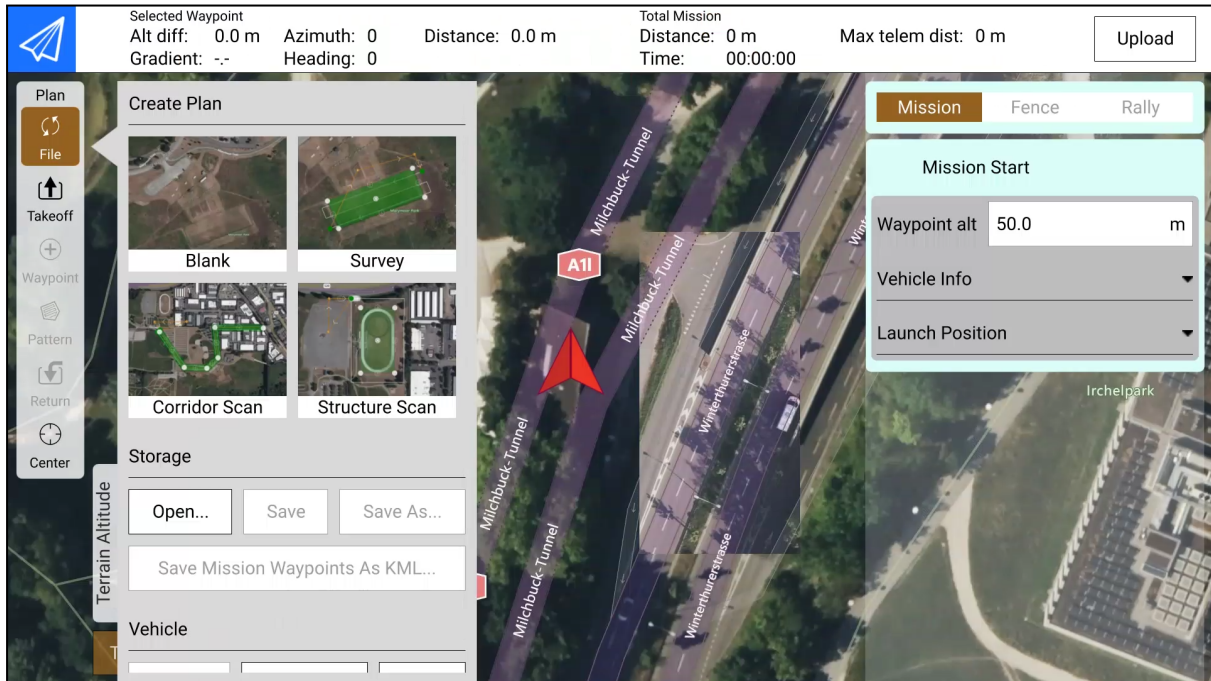 Selected Waypoint
Alt diff: 0.0 m Azimuth: 0 Distance: 0.0 m
Gradient: -.- Heading: 0
Total Mission
Distance: 0 m Max telem dist: 0 m
Time: 00:00:00
Upload
Plan
File
Takeoff
Waypoint
Pattern
Return
Center
Create Plan
Blank
Survey
Corridor Scan
Structure Scan
Storage
Open...
Save
Save As...
Save Mission Waypoints As KML...
Vehicle
Terrain Altitude
T
Milchbuck-Tunnel
Milchbuck-Tunnel
A1l
Milchbuck-Tunnel
Milchbuck-Tunnel
Winterthurerstrasse
Winterthurerstrasse
Wint
Mission
Fence
Rally
Mission Start
Waypoint alt 50.0 m
Vehicle Info
Launch Position
Irchelpark